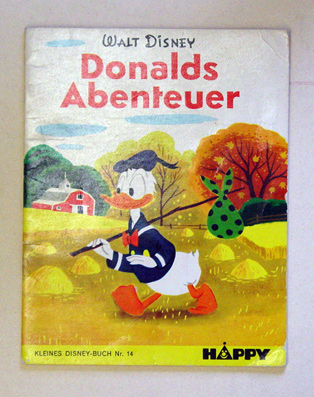 WALT DISNEY
Donalds
Abenteuer
KLEINES DISNEY-BUCH Nr. 14
HAPPY